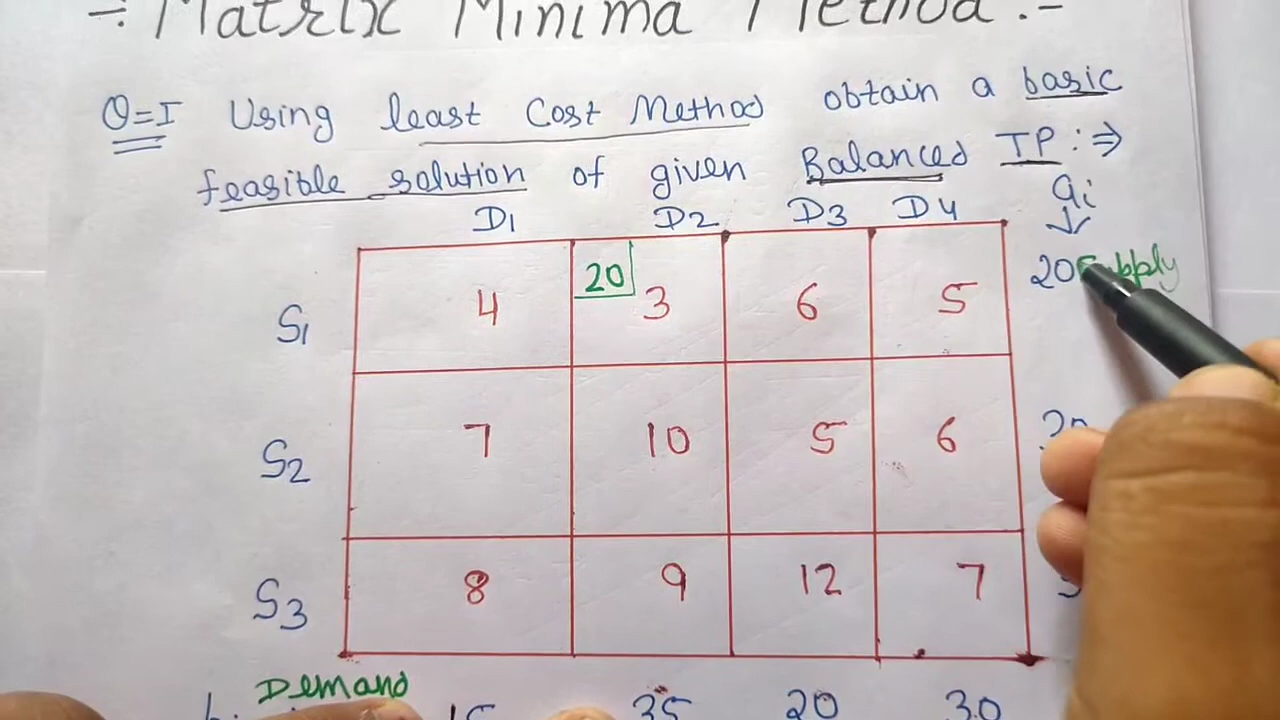 ÷ Matrix Minima Method :-
Q=I Using least Cost Method obtain a basic
feasible solution of given Balanced TP : ⇒
ai
D1 D2 D3 D4 ↓
S1 4 20 3 6 5 20 Supply
S2 7 10 5 6
S3 8 9 12 7
Demand
15 35 20 30